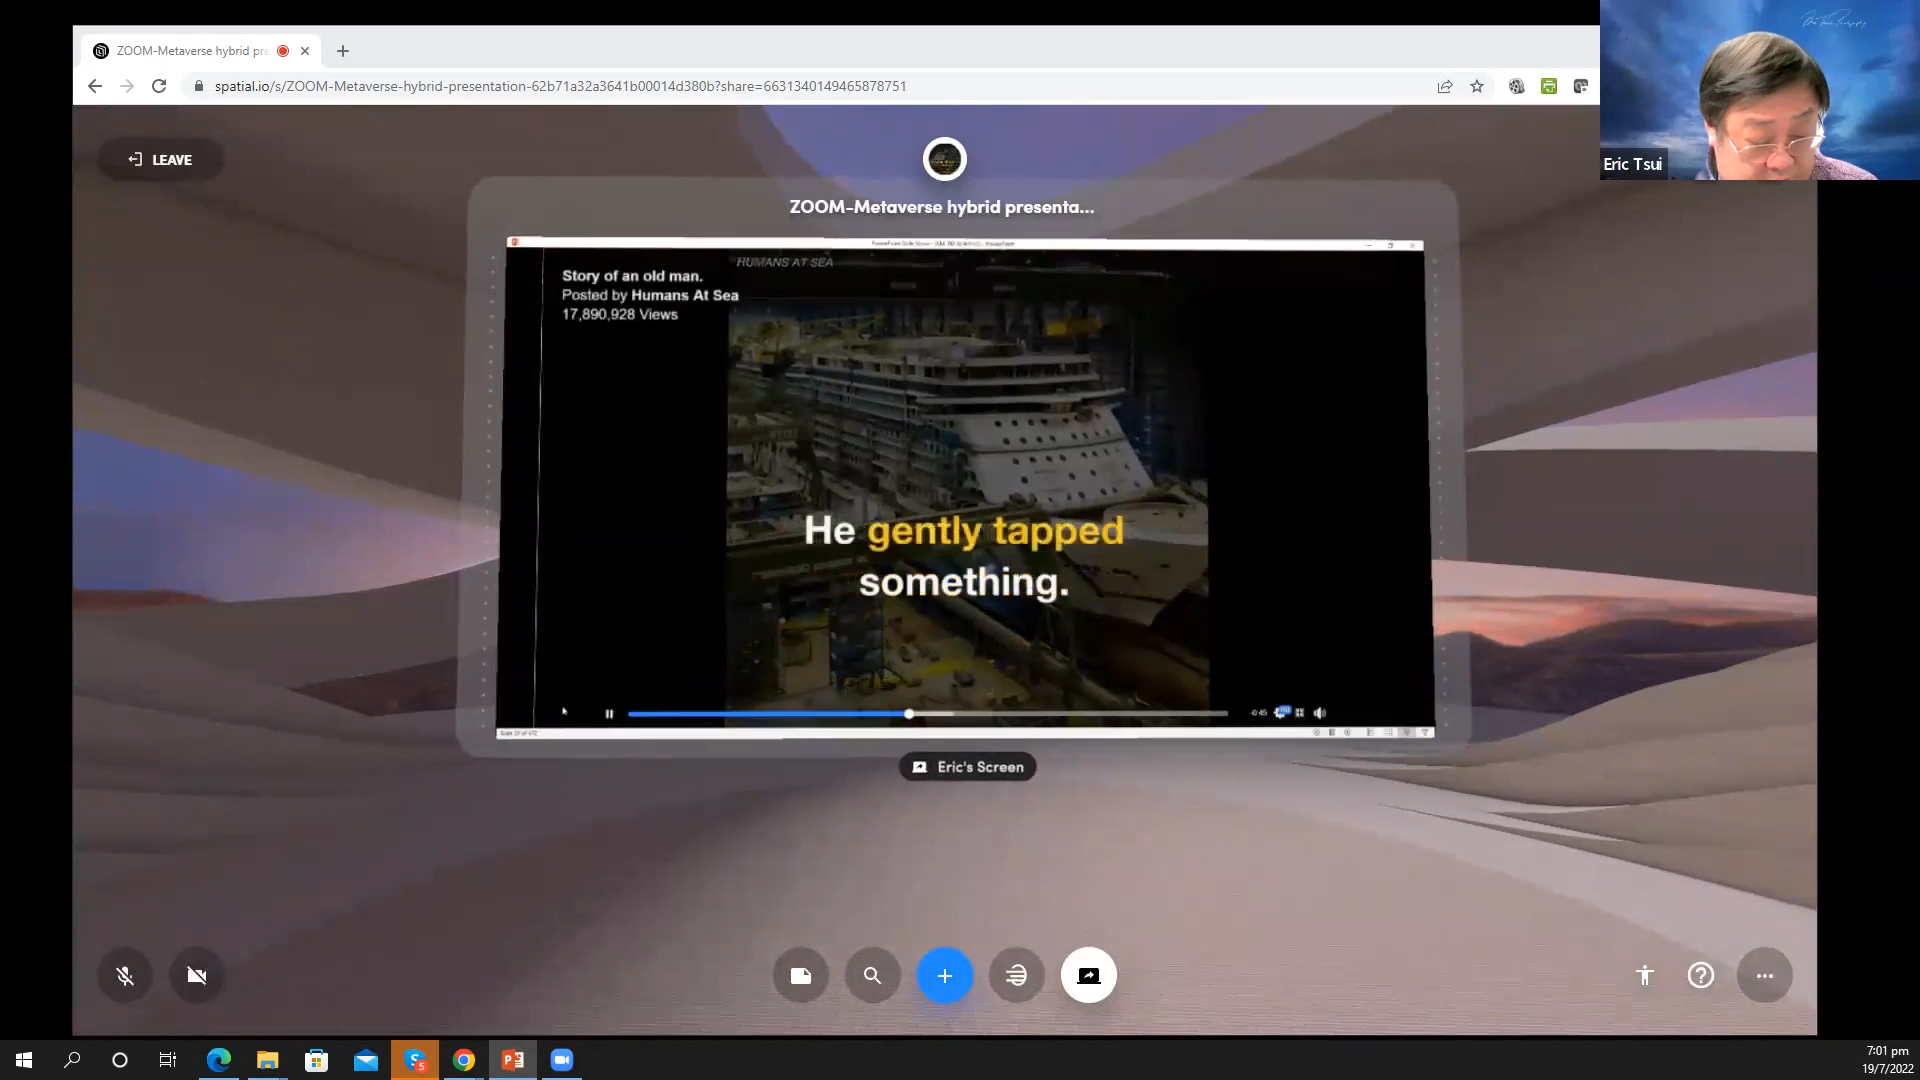 ZOOM-Metaverse hybrid pre
spatial.io/s/ZOOM-Metaverse-hybrid-presentation-62b71a32a3641b00014d380b?share=6631340149465878751
Eric Tsui
LEAVE
ZOOM-Metaverse hybrid presenta...
HUMANS AT SEA
Story of an old man.
Posted by Humans At Sea
17,890,928 Views
He gently tapped
something.
-0:45
Eric's Screen
7:01 pm
19/7/2022